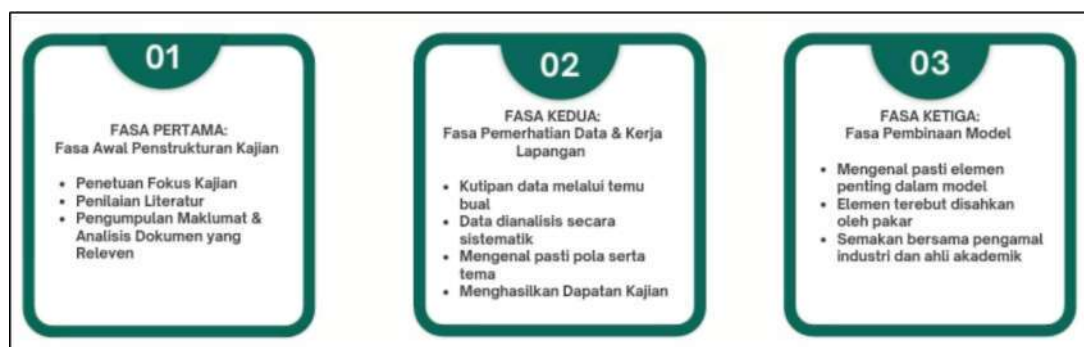 01
FASA PERTAMA:
Fasa Awal Penstrukturan Kajian
• Penetuan Fokus Kajian
• Penilaian Literatur
• Pengumpulan Maklumat &
Analisis Dokumen yang
Releven
02
FASA KEDUA:
Fasa Pemerhatian Data & Kerja
Lapangan
• Kutipan data melalui temu
bual
• Data dianalisis secara
sistematik
• Mengenal pasti pola serta
tema
• Menghasilkan Dapatan Kajian
03
FASA KETIGA:
Fasa Pembinaan Model
• Mengenal pasti elemen
penting dalam model
• Elemen terebut disahkan
oleh pakar
• Semakan bersama pengamal
industri dan ahli akademik